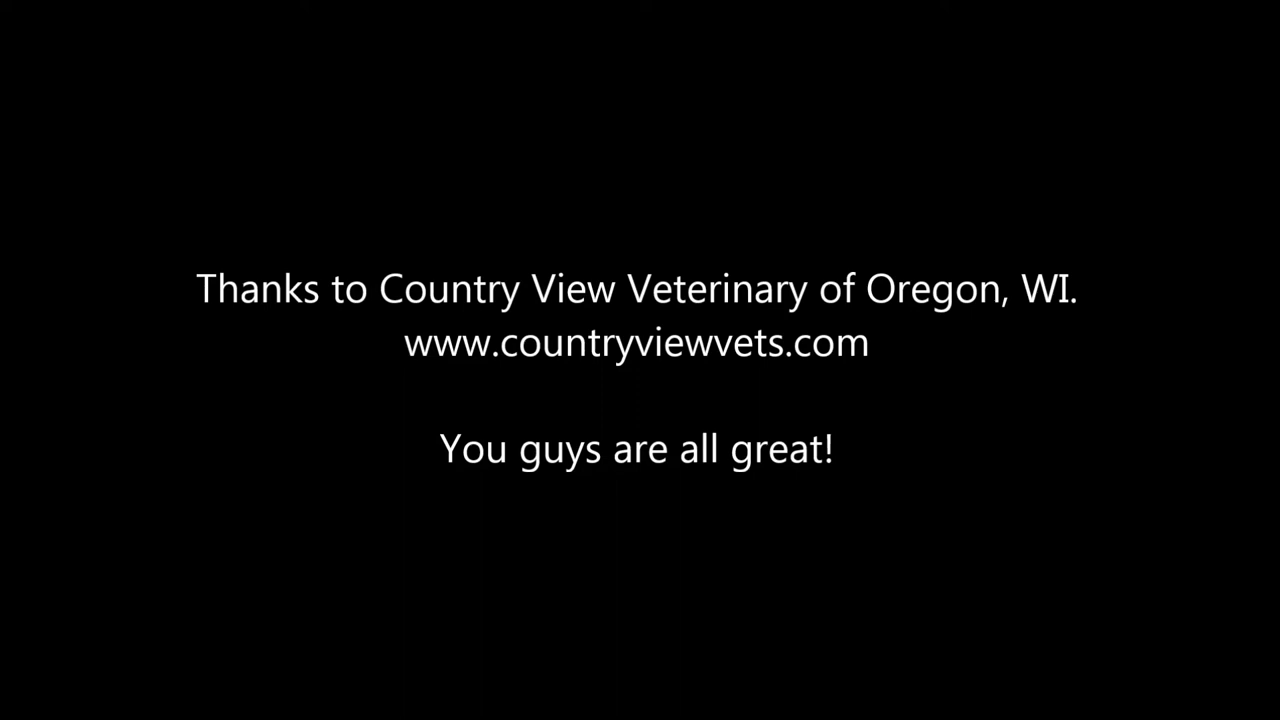 Thanks to Country View Veterinary of Oregon, WI.
www.countryviewvets.com
You guys are all great!